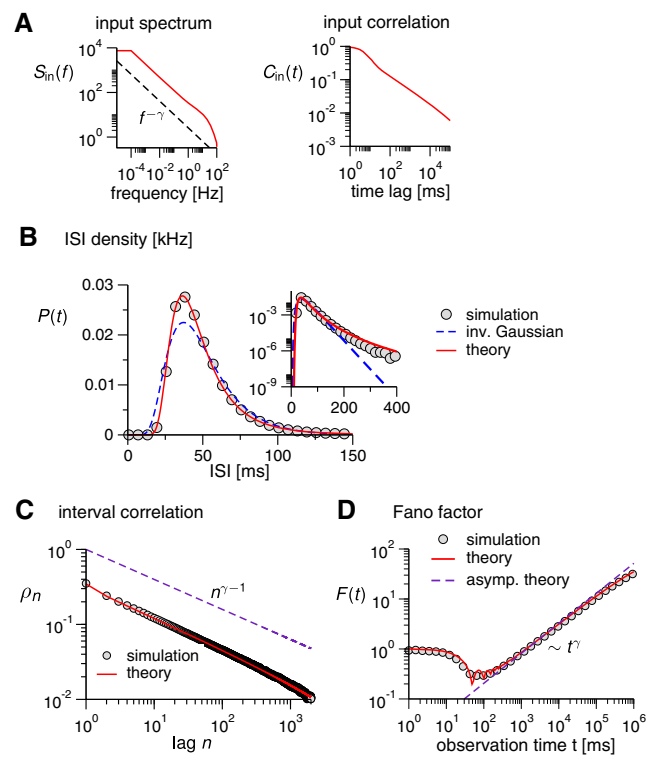 A
input spectrum
input correlation
S_in(f)
10^4
10^2
10^0
f^−γ
10^−4 10^−2 10^0 10^2
frequency [Hz]
C_in(t)
10^0
10^−1
10^−2
10^−3
10^0 10^2 10^4
time lag [ms]
B ISI density [kHz]
P(t)
0.03
0.02
0.01
0
0 50 100 150
ISI [ms]
10^−3
10^−6
10^−9
0 200 400
simulation
inv. Gaussian
theory
C interval correlation
ρ_n
10^0
10^−1
10^−2
n^γ−1
simulation
theory
10^0 10^1 10^2 10^3
lag n
D Fano factor
simulation
theory
asymp. theory
F(t)
10^2
10^1
10^0
10^−1
~ t^γ
10^0 10^1 10^2 10^3 10^4 10^5 10^6
observation time t [ms]